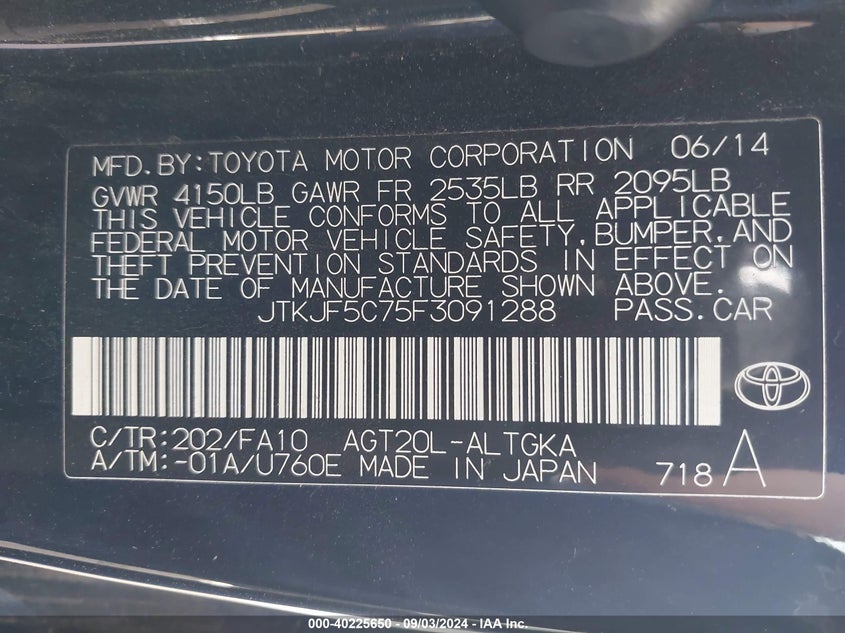 MFD.BY:TOYOTA MOTOR CORPORATION 06/14
GVWR 4150LB GAWR FR 2535LB RR 2095LB
THIS VEHICLE CONFORMS TO ALL APPLICABLE
FEDERAL MOTOR VEHICLE SAFETY,BUMPER,AND
THEFT PREVENTION STANDARDS IN EFFECT ON
THE DATE OF MANUFACTURE SHOWN ABOVE.
JTKJF5C75F3091288 PASS.CAR
C/TR:202/FA10 AGT20L-ALTGKA
A/TM:-01A/U760E MADE IN JAPAN 718 A
000-40225650 - 09/03/2024 - IAA Inc.